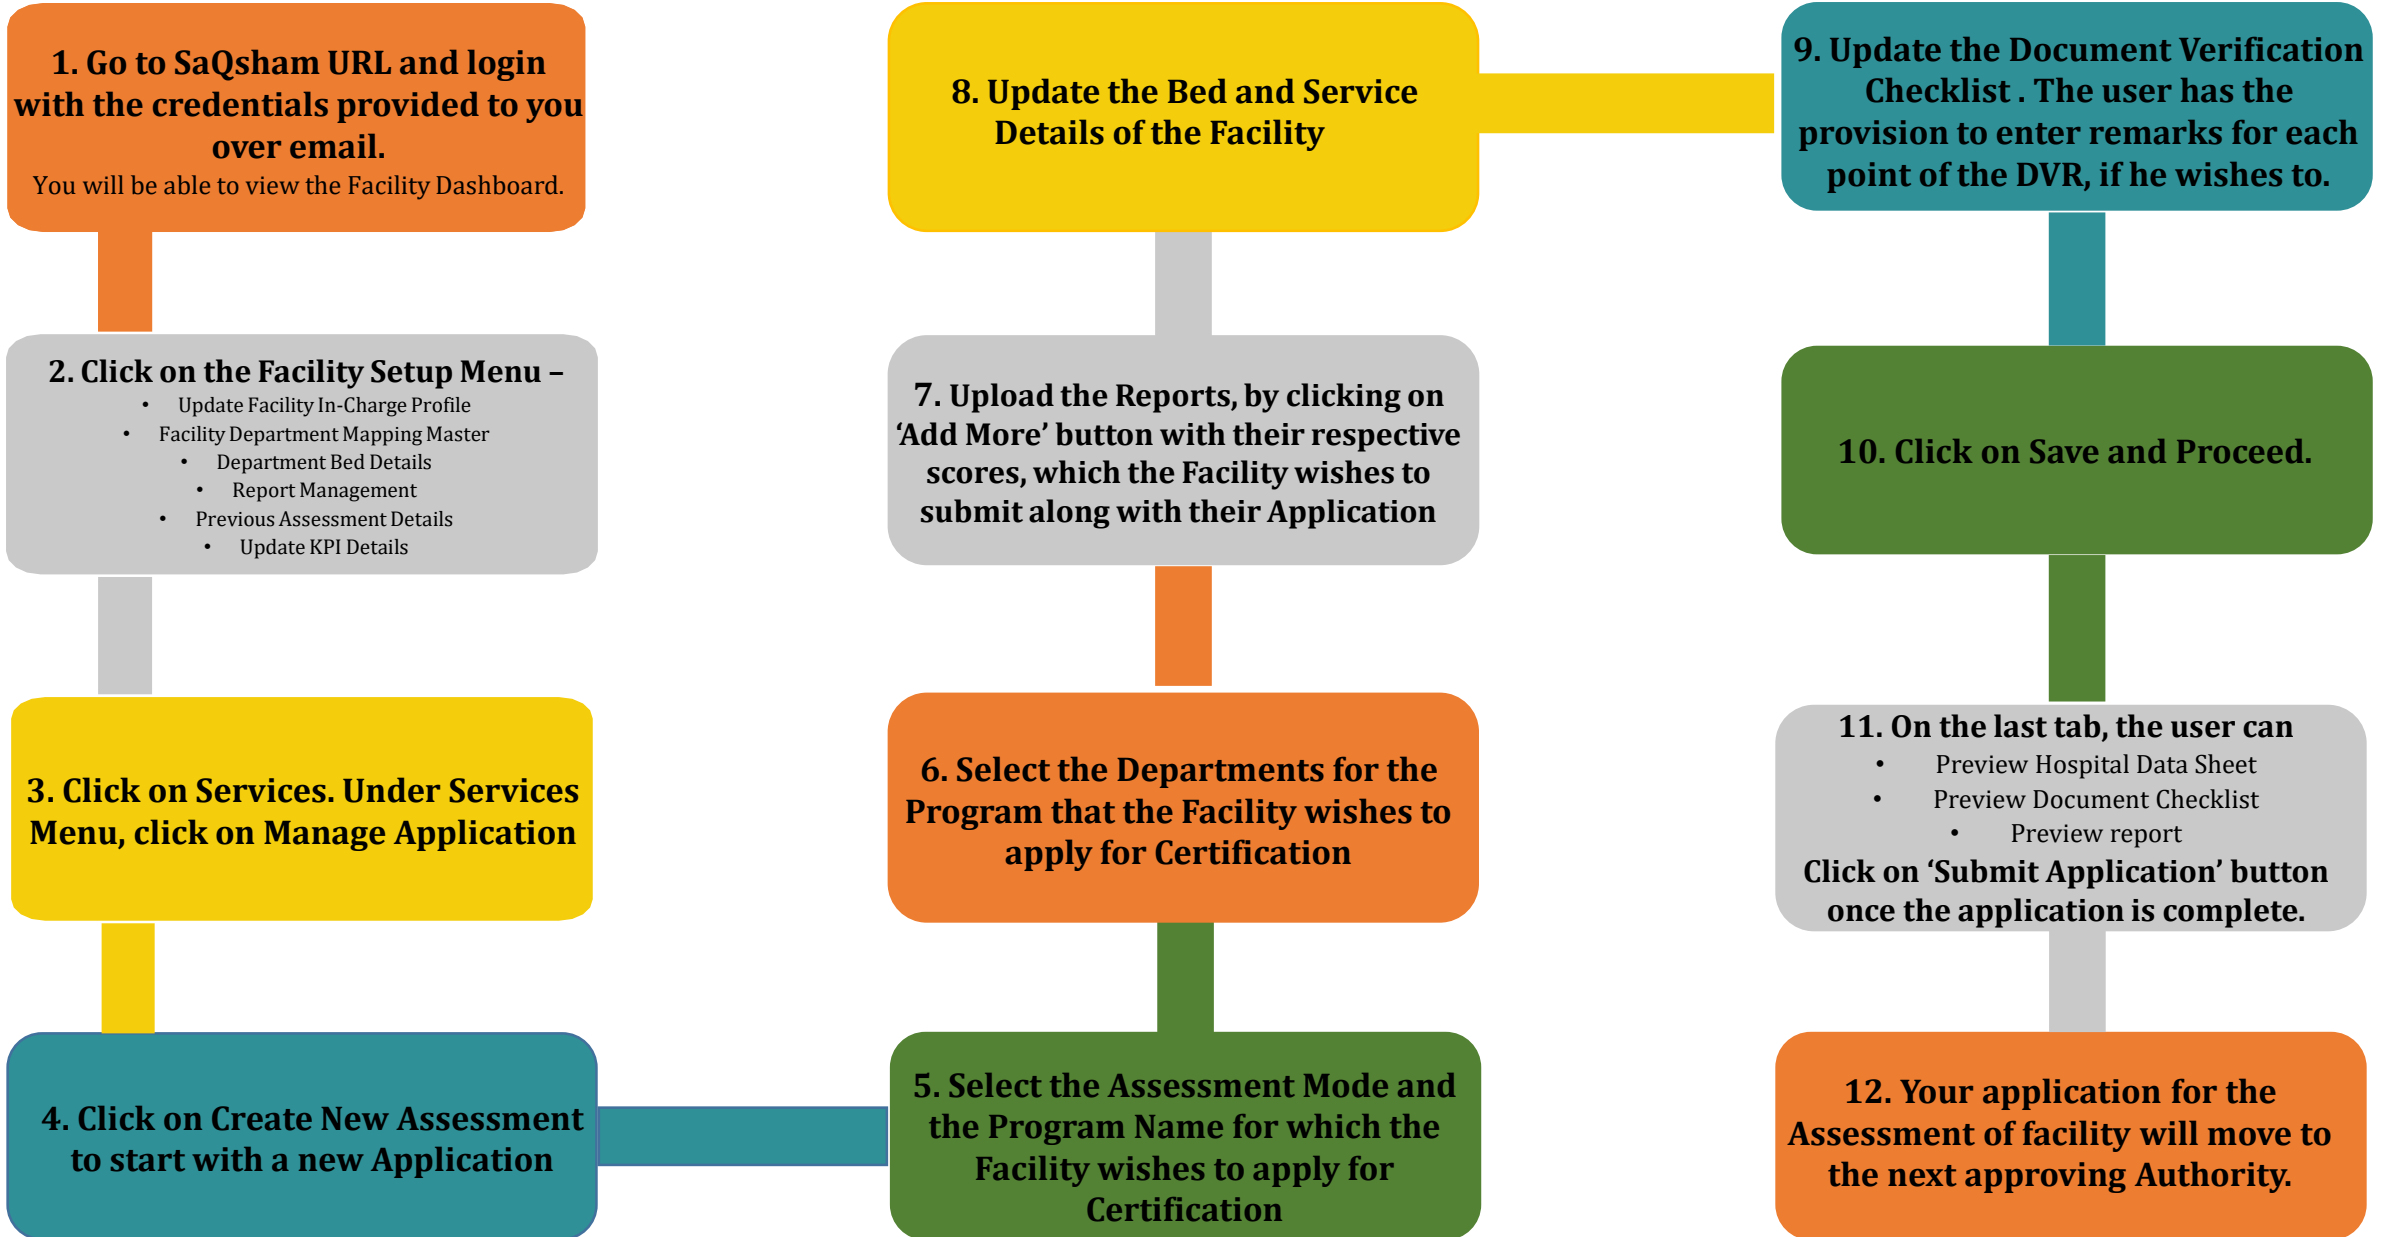 1. Go to SaQsham URL and login
with the credentials provided to you
over email.
You will be able to view the Facility Dashboard.
2. Click on the Facility Setup Menu –
• Update Facility In-Charge Profile
• Facility Department Mapping Master
• Department Bed Details
• Report Management
• Previous Assessment Details
• Update KPI Details
3. Click on Services. Under Services
Menu, click on Manage Application
4. Click on Create New Assessment
to start with a new Application
5. Select the Assessment Mode and
the Program Name for which the
Facility wishes to apply for
Certification
6. Select the Departments for the
Program that the Facility wishes to
apply for Certification
7. Upload the Reports, by clicking on
‘Add More’ button with their respective
scores, which the Facility wishes to
submit along with their Application
8. Update the Bed and Service
Details of the Facility
9. Update the Document Verification
Checklist . The user has the
provision to enter remarks for each
point of the DVR, if he wishes to.
10. Click on Save and Proceed.
11. On the last tab, the user can
• Preview Hospital Data Sheet
• Preview Document Checklist
• Preview report
Click on ‘Submit Application’ button
once the application is complete.
12. Your application for the
Assessment of facility will move to
the next approving Authority.